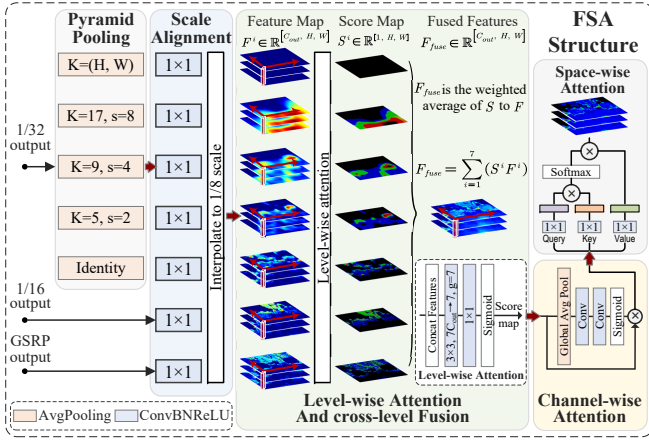 Pyramid
Pooling
K=(H, W)
K=17, s=8
K=9, s=4
K=5, s=2
Identity
1/32
output
1/16
output
GSRP
output
Scale
Alignment
1×1
1×1
1×1
1×1
1×1
1×1
1×1
Interpolate to 1/8 scale
AvgPooling
ConvBNReLU
Feature Map
F^i ∈ ℝ^[C_out, H, W]
Score Map
S^i ∈ ℝ^[1, H, W]
Fused Features
F_fuse ∈ ℝ^[C_out, H, W]
Level-wise attention
F_fuse is the weighted
average of S to F
F_fuse = ∑_{i=1}^{7} (S^i F^i)
Concat Features
3×3, 7C_out→7, g=7
1×1
Sigmoid
Score
map
Level-wise Attention
Level-wise Attention
And cross-level Fusion
FSA
Structure
Space-wise
Attention
Softmax
1×1
1×1
1×1
Query
Key
Value
Global Avg Pool
Conv
Conv
Sigmoid
Channel-wise
Attention